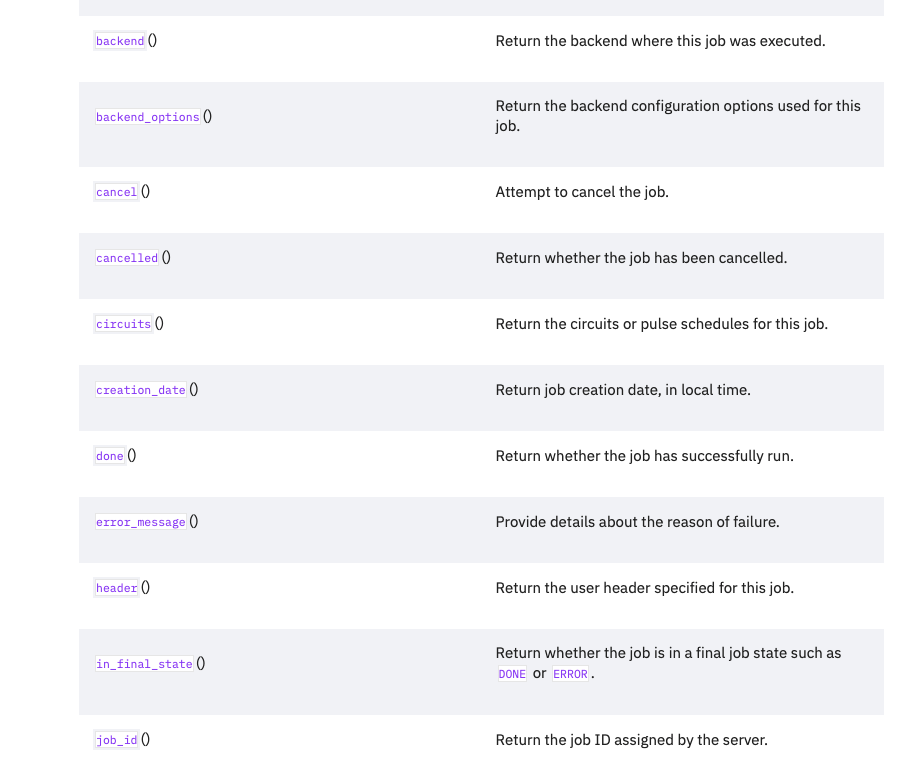 backend() Return the backend where this job was executed.
backend_options() Return the backend configuration options used for this
job.
cancel() Attempt to cancel the job.
cancelled() Return whether the job has been cancelled.
circuits() Return the circuits or pulse schedules for this job.
creation_date() Return job creation date, in local time.
done() Return whether the job has successfully run.
error_message() Provide details about the reason of failure.
header() Return the user header specified for this job.
in_final_state() Return whether the job is in a final job state such as
DONE or ERROR.
job_id() Return the job ID assigned by the server.